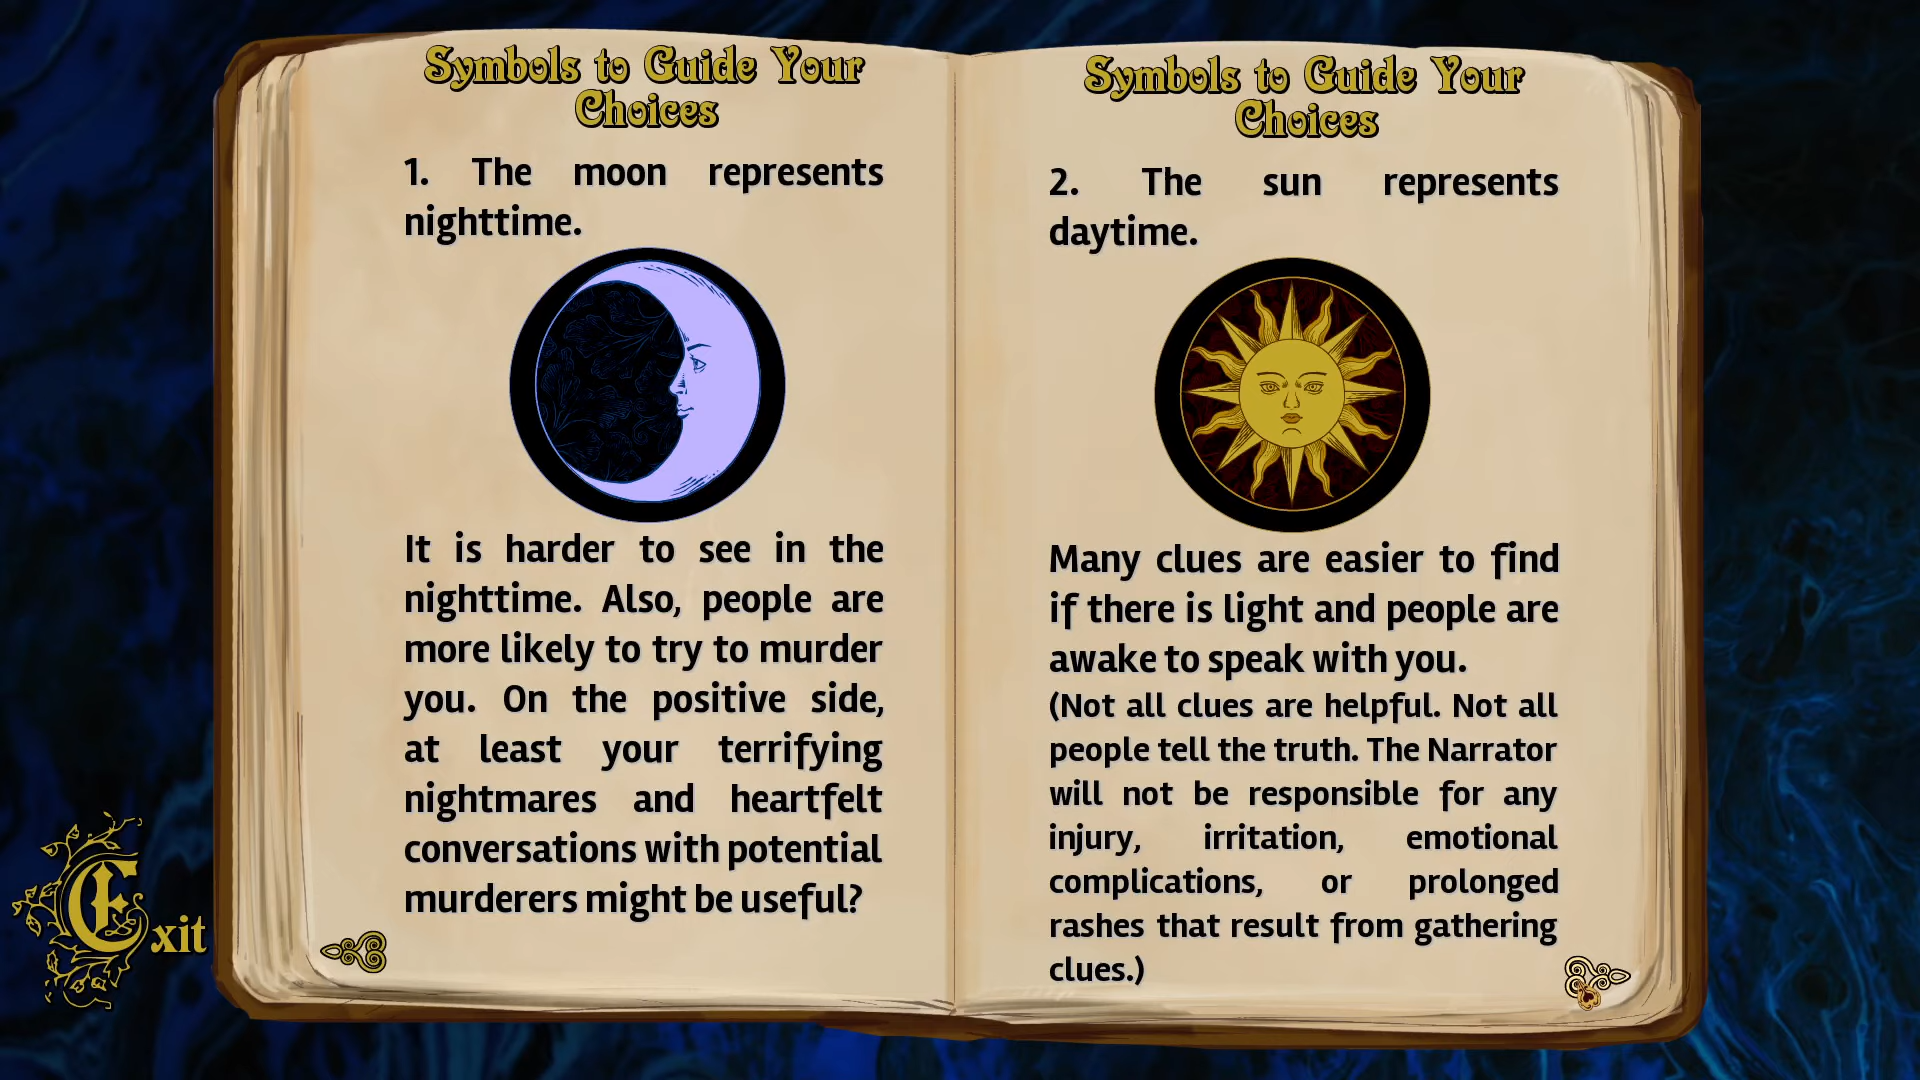 Symbols to Guide Your
Choices
1. The moon represents
nighttime.
It is harder to see in the
nighttime. Also, people are
more likely to try to murder
you. On the positive side,
at least your terrifying
nightmares and heartfelt
conversations with potential
murderers might be useful?
Symbols to Guide Your
Choices
2. The sun represents
daytime.
Many clues are easier to find
if there is light and people are
awake to speak with you.
(Not all clues are helpful. Not all
people tell the truth. The Narrator
will not be responsible for any
injury, irritation, emotional
complications, or prolonged
rashes that result from gathering
clues.)
Exit